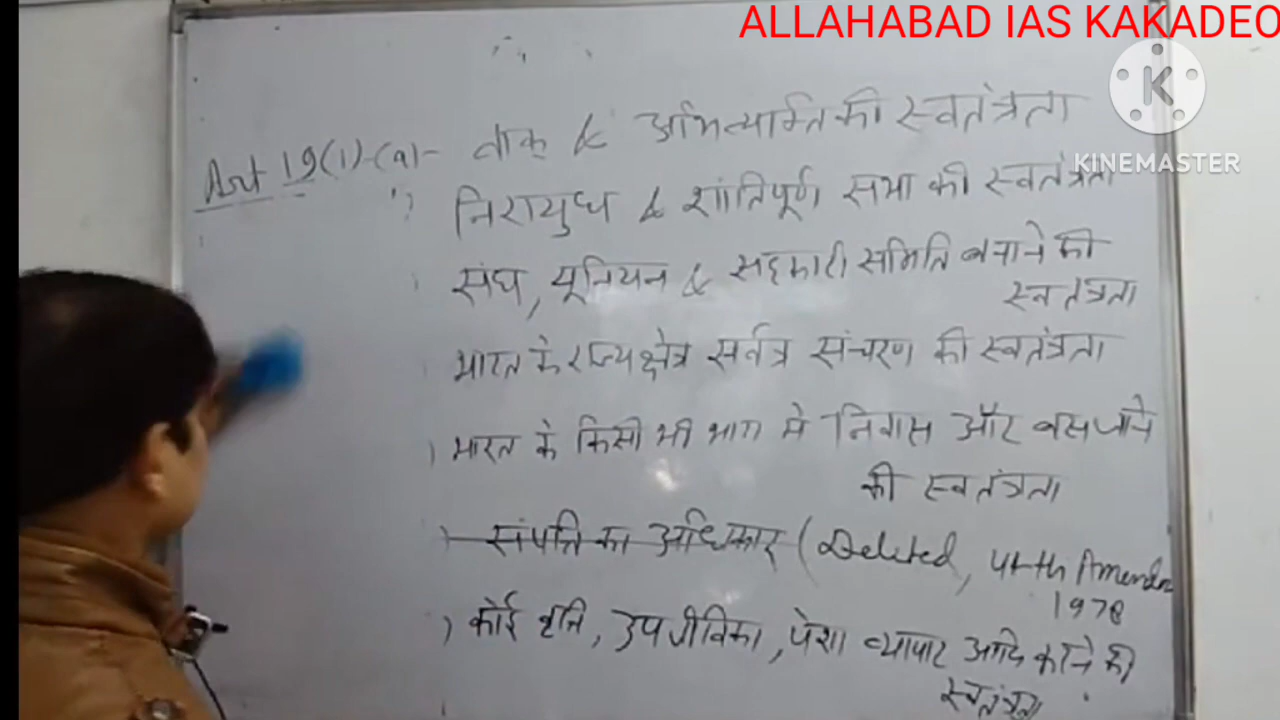 ALLAHABAD IAS KAKADEO
KINEMASTER
Art 19(1)-(a)- वाक् & अभिव्यक्ति की स्वतंत्रता
निरायुध & शांतिपूर्ण सभा की स्वतंत्रता
संघ, यूनियन & सहकारी समिति बनाने की
स्वतंत्रता
भारत के राज्यक्षेत्र सर्वत्र संचरण की स्वतंत्रता
) भारत के किसी भी भाग मे निवास और बसजाने
की स्वतंत्रता
) संपत्ति का अधिकार (Deleted, 44th Amendm
1978
) कोई वृत्ति, उपजीविका, पेशा व्यापार आदि करने की
स्वतंत्रता